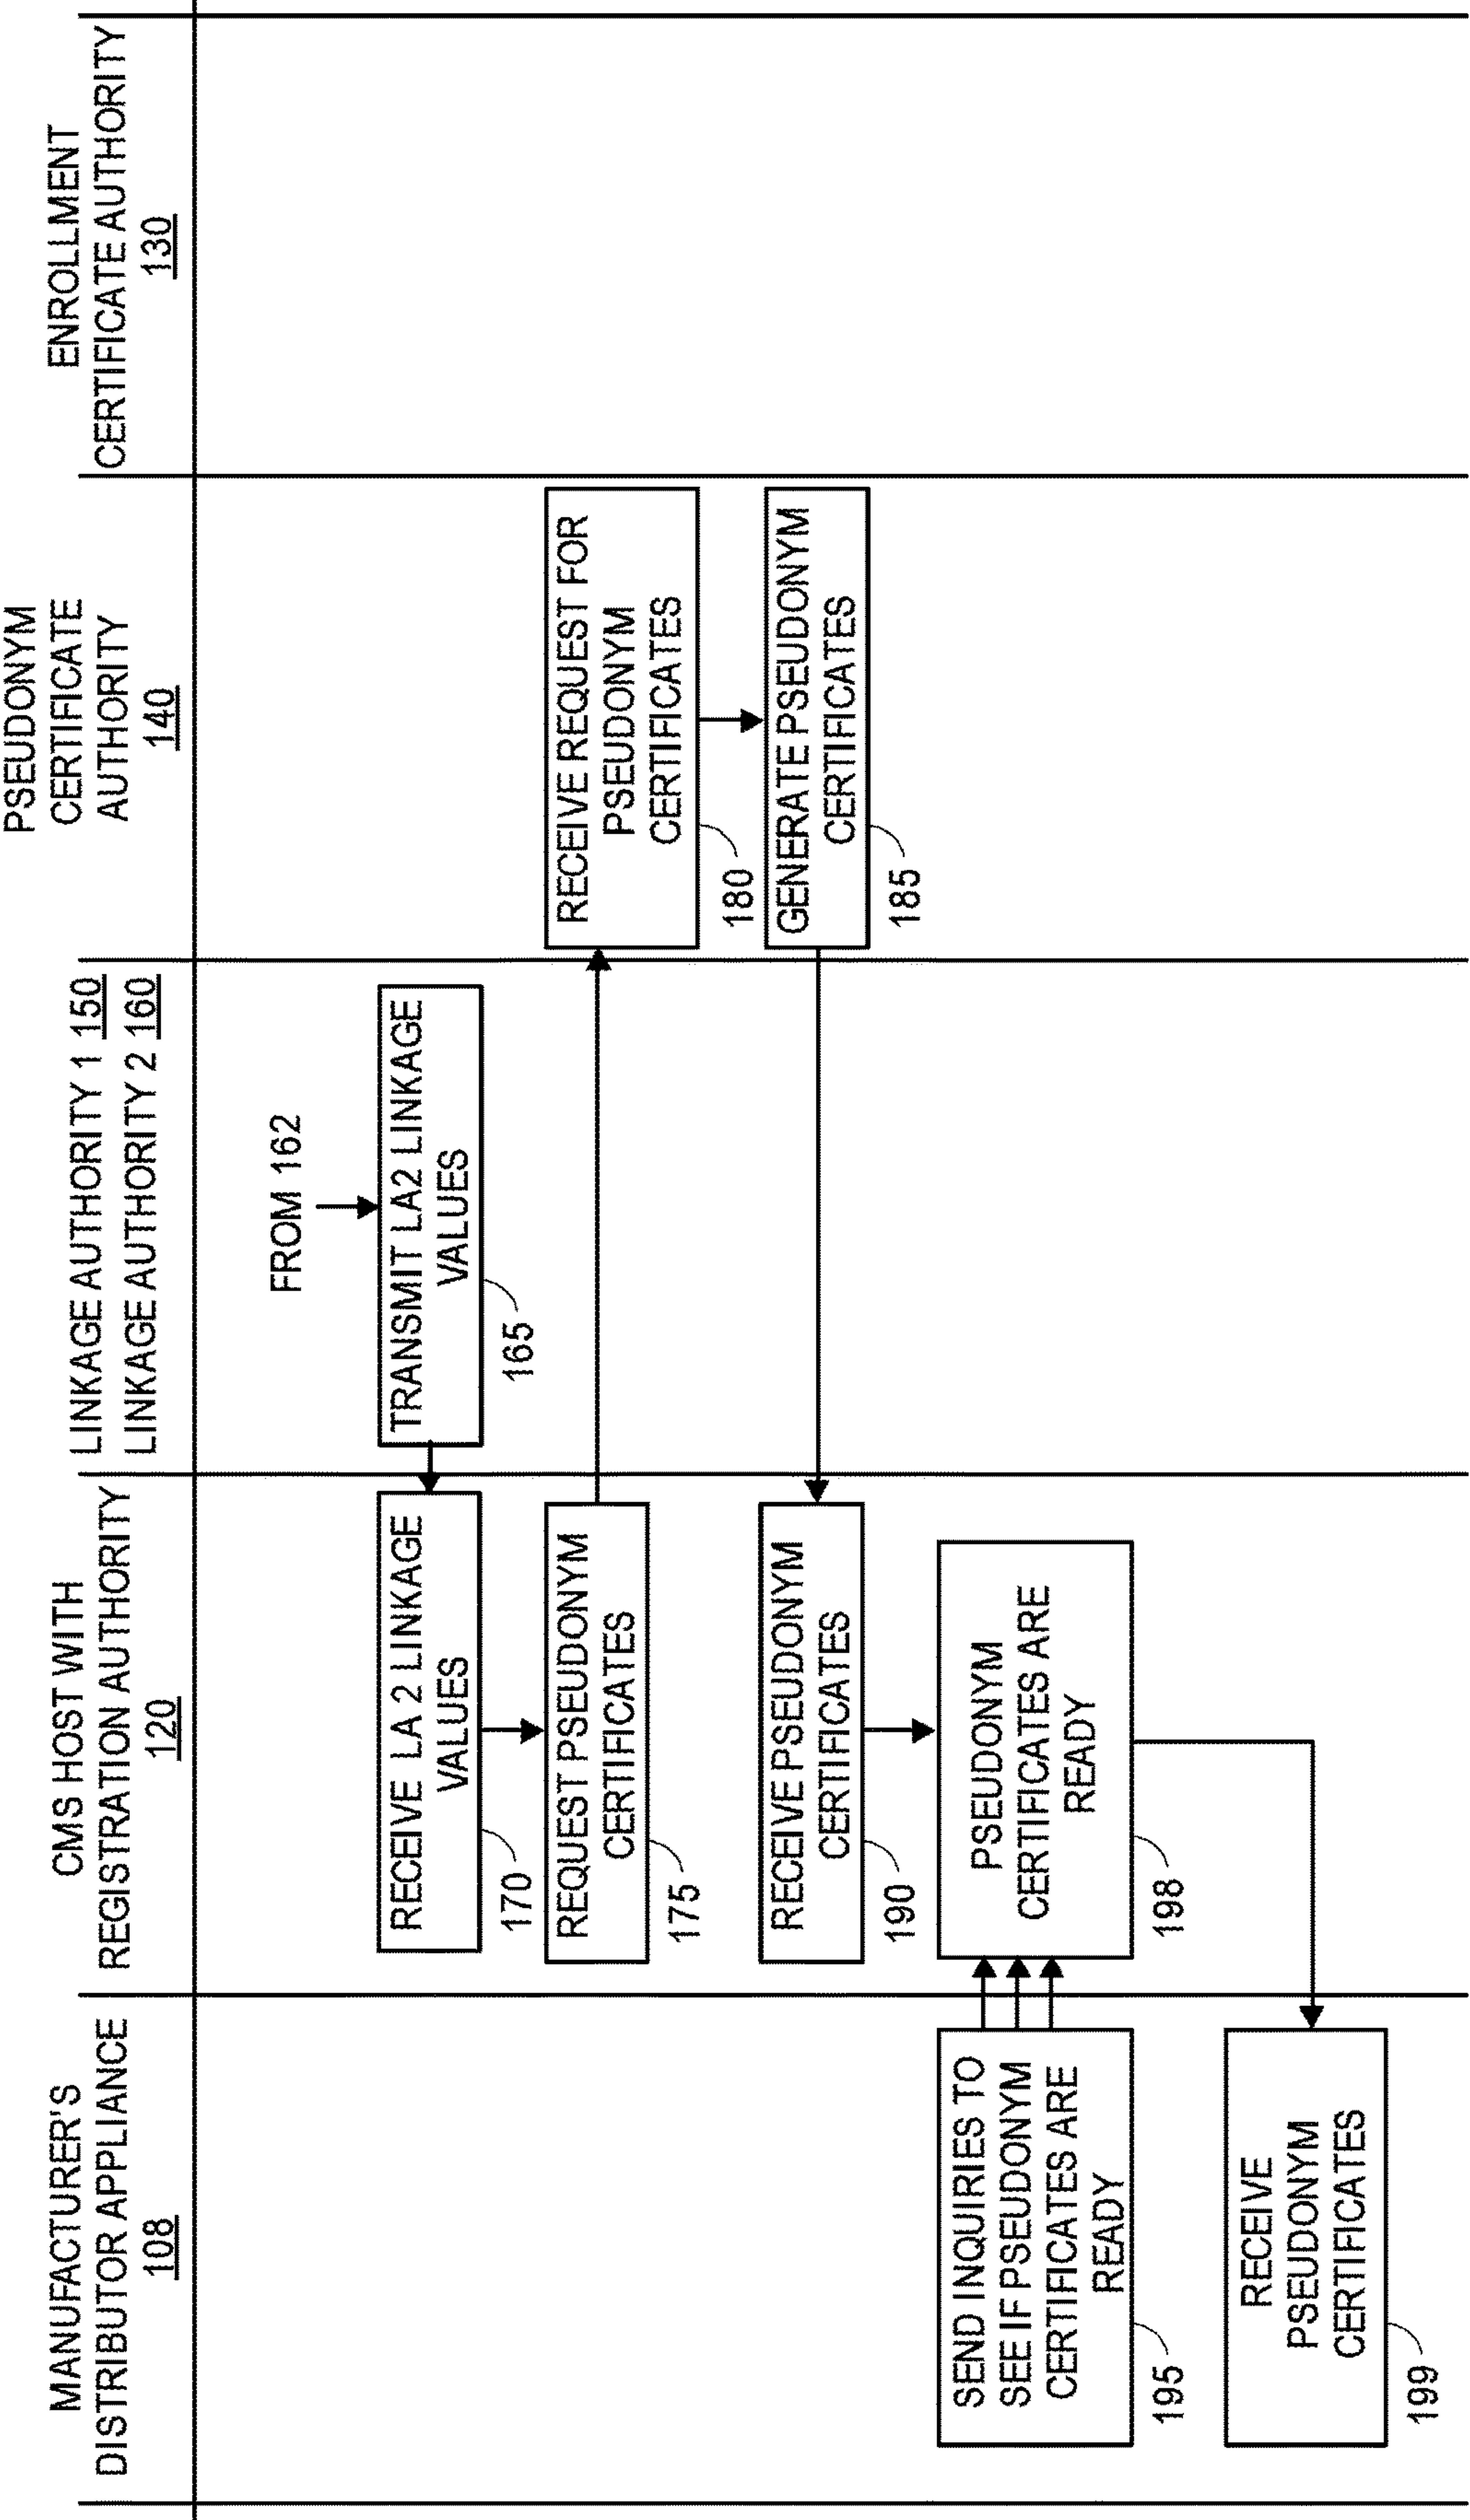 MANUFACTURER'S
DISTRIBUTOR APPLIANCE
108
CMS HOST WITH
REGISTRATION AUTHORITY
120
LINKAGE AUTHORITY 1 150
LINKAGE AUTHORITY 2 160
PSEUDONYM
CERTIFICATE
AUTHORITY
140
ENROLLMENT
CERTIFICATE AUTHORITY
130
FROM 162
TRANSMIT LA2 LINKAGE
VALUES
165
RECEIVE LA 2 LINKAGE
VALUES
170
REQUEST PSEUDONYM
CERTIFICATES
175
RECEIVE REQUEST FOR
PSEUDONYM
CERTIFICATES
180
GENERATE PSEUDONYM
CERTIFICATES
185
RECEIVE PSEUDONYM
CERTIFICATES
190
SEND INQUIRIES TO
SEE IF PSEUDONYM
CERTIFICATES ARE
READY
195
PSEUDONYM
CERTIFICATES ARE
READY
198
RECEIVE
PSEUDONYM
CERTIFICATES
199